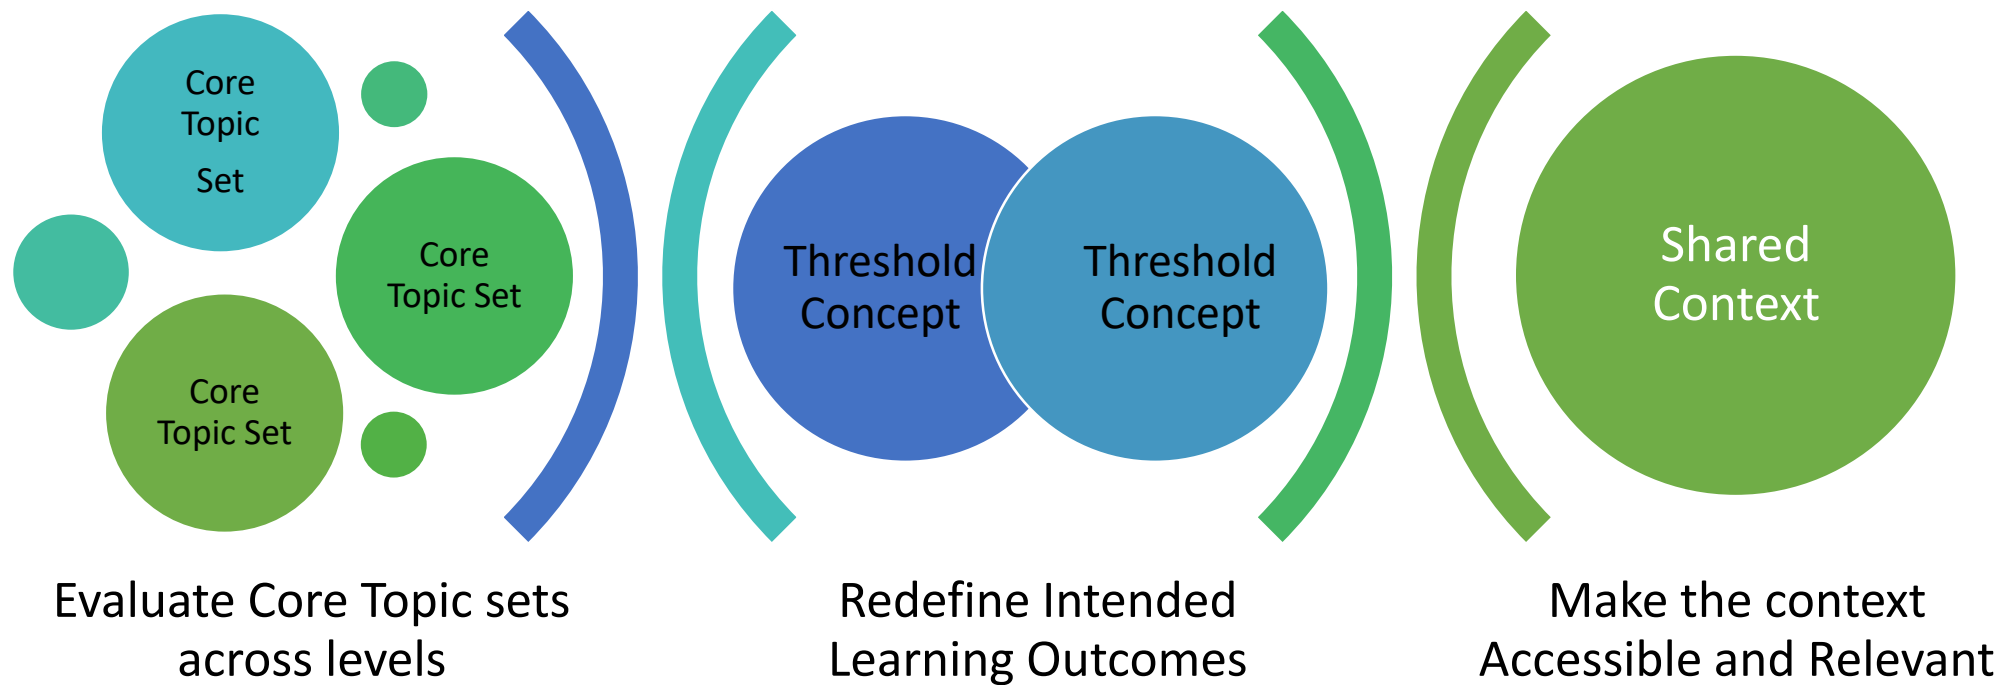 Core
Topic
Set
Core
Topic Set
Core
Topic Set
Threshold
Concept
Threshold
Concept
Shared
Context
Evaluate Core Topic sets
across levels
Redefine Intended
Learning Outcomes
Make the context
Accessible and Relevant